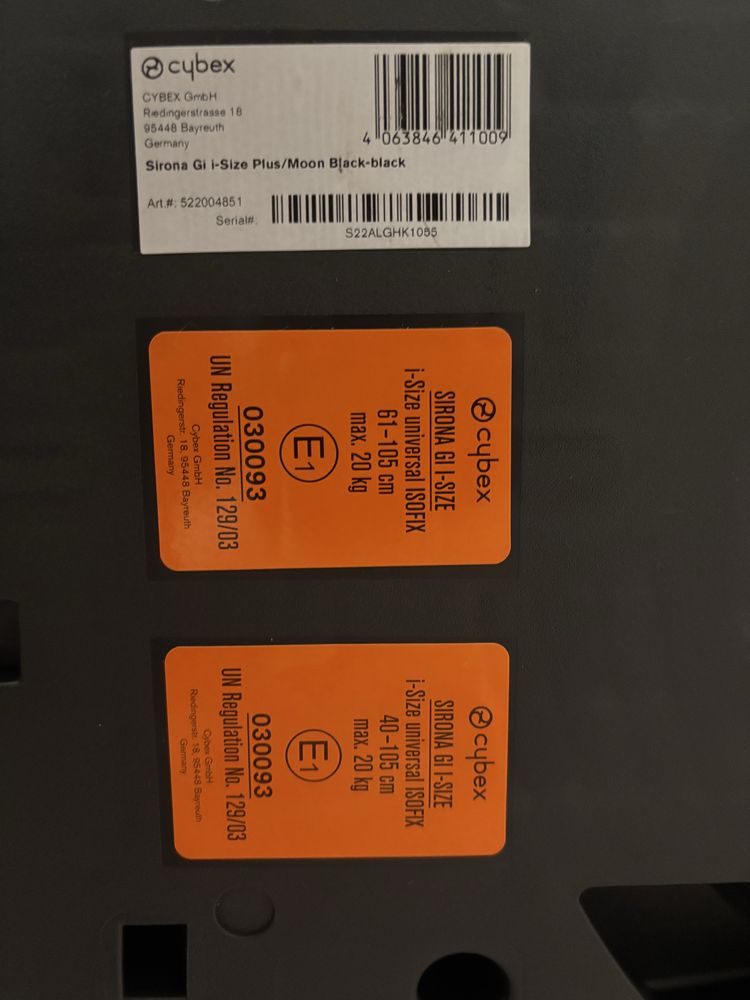 cybex
CYBEX GmbH
Riedingerstrasse 18
95448 Bayreuth
Germany
4 063846 411009
Sirona Gi i-Size Plus/Moon Black-black
Art.#: 522004851
Serial#:
S22ALGHK1055
cybex
SIRONA GI I-SIZE
i-Size universal ISOFIX
61-105 cm
max. 20 kg
E1
030093
UN Regulation No. 129/03
Cybex GmbH
Riedingerstr. 18, 95448 Bayreuth
Germany
cybex
SIRONA GI I-SIZE
i-Size universal ISOFIX
40-105 cm
max. 20 kg
E1
030093
UN Regulation No. 129/03
Cybex GmbH
Riedingerstr. 18, 95448 Bayreuth
Germany